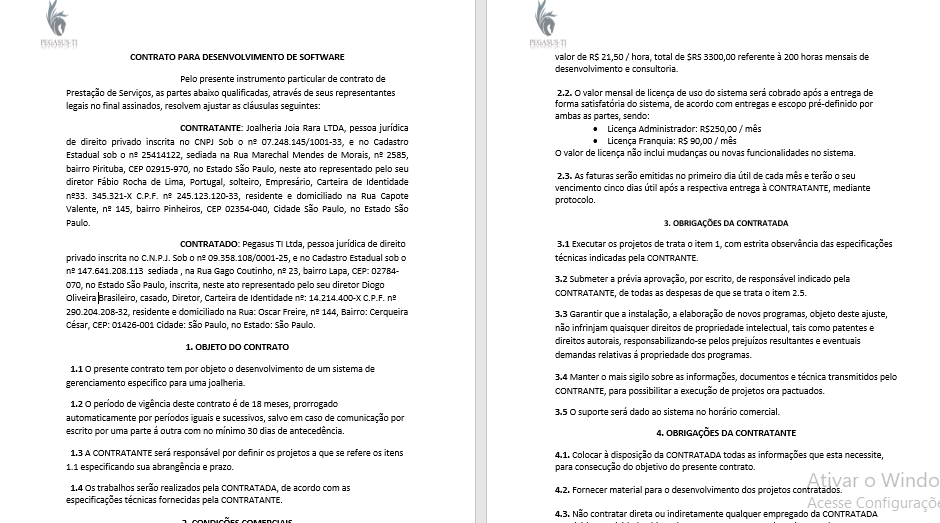 PEGASUS-TI
CONTRATO PARA DESENVOLVIMENTO DE SOFTWARE
Pelo presente instrumento particular de contrato de
Prestação de Serviços, as partes abaixo qualificadas, através de seus representantes
legais no final assinados, resolvem ajustar as cláusulas seguintes:
CONTRATANTE: Joalheria Joia Rara LTDA, pessoa jurídica
de direito privado inscrita no CNPJ Sob o nº 07.248.145/1001-33, e no Cadastro
Estadual sob o nº 25414122, sediada na Rua Marechal Mendes de Morais, nº 2585,
bairro Pirituba, CEP 02915-970, no Estado São Paulo, neste ato representado pelo seu
diretor Fábio Rocha de Lima, Portugal, solteiro, Empresário, Carteira de Identidade
nº33. 345.321-X C.P.F. nº 245.123.120-33, residente e domiciliado na Rua Capote
Valente, nº 145, bairro Pinheiros, CEP 02354-040, Cidade São Paulo, no Estado São
Paulo.
CONTRATADO: Pegasus TI Ltda, pessoa jurídica de direito
privado inscrita no C.N.P.J. Sob o nº 09.358.108/0001-25, e no Cadastro Estadual sob o
nº 147.641.208.113 sediada , na Rua Gago Coutinho, nº 23, bairro Lapa, CEP: 02784-
070, no Estado São Paulo, inscrita, neste ato representado pelo seu diretor Diogo
Oliveira Brasileiro, casado, Diretor, Carteira de Identidade nº: 14.214.400-X C.P.F. nº
290.204.208-32, residente e domiciliado na Rua: Oscar Freire, nº 144, Bairro: Cerqueira
César, CEP: 01426-001 Cidade: São Paulo, no Estado: São Paulo.
1. OBJETO DO CONTRATO
1.1 O presente contrato tem por objeto o desenvolvimento de um sistema de
gerenciamento especifico para uma joalheria.
1.2 O período de vigência deste contrato é de 18 meses, prorrogado
automaticamente por períodos iguais e sucessivos, salvo em caso de comunicação por
escrito por uma parte á outra com no mínimo 30 dias de antecedência.
1.3 A CONTRATANTE será responsável por definir os projetos a que se refere os itens
1.1 especificando sua abrangência e prazo.
1.4 Os trabalhos serão realizados pela CONTRATADA, de acordo com as
especificações técnicas fornecidas pela CONTRATANTE.
2. CONDIÇÕES COMERCIAIS
PEGASUS-TI
valor de R$ 21,50 / hora, total de $RS 3300,00 referente à 200 horas mensais de
desenvolvimento e consultoria.
2.2. O valor mensal de licença de uso do sistema será cobrado após a entrega de
forma satisfatória do sistema, de acordo com entregas e escopo pré-definido por
ambas as partes, sendo:
• Licença Administrador: R$250,00 / mês
• Licença Franquia: R$ 90,00 / mês
O valor de licença não inclui mudanças ou novas funcionalidades no sistema.
2.3. As faturas serão emitidas no primeiro dia útil de cada mês e terão o seu
vencimento cinco dias útil após a respectiva entrega à CONTRATANTE, mediante
protocolo.
3. OBRIGAÇÕES DA CONTRATADA
3.1 Executar os projetos de trata o item 1, com estrita observância das especificações
técnicas indicadas pela CONTRANTE.
3.2 Submeter a prévia aprovação, por escrito, de responsável indicado pela
CONTRATANTE, de todas as despesas de que se trata o item 2.5.
3.3 Garantir que a instalação, a elaboração de novos programas, objeto deste ajuste,
não infrinjam quaisquer direitos de propriedade intelectual, tais como patentes e
direitos autorais, responsabilizando-se pelos prejuízos resultantes e eventuais
demandas relativas á propriedade dos programas.
3.4 Manter o mais sigilo sobre as informações, documentos e técnica transmitidos pelo
CONTRANTE, para possibilitar a execução de projetos ora pactuados.
3.5 O suporte será dado ao sistema no horário comercial.
4. OBRIGAÇÕES DA CONTRATANTE
4.1. Colocar à disposição da CONTRATADA todas as informações que esta necessite,
para consecução do objetivo do presente contrato.
4.2. Fornecer material para o desenvolvimento dos projetos contratados.
4.3. Não contratar direta ou indiretamente qualquer empregado da CONTRATADA
Ativar o Windo
Acesse Configuraçõe